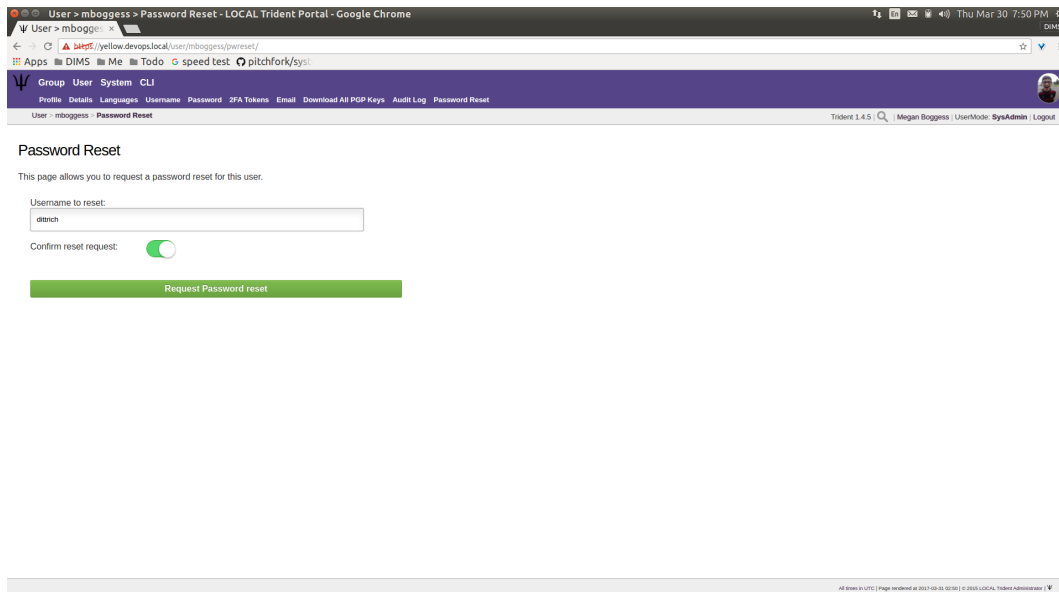 User > mboggess > Password Reset - LOCAL Trident Portal - Google Chrome
En Thu Mar 30 7:50 PM
Ψ User > mbogges ×
DIMS
https://yellow.devops.local/user/mboggess/pwreset/
Apps DIMS Me Todo G speed test pitchfork/syst
Ψ Group User System CLI
Profile Details Languages Username Password 2FA Tokens Email Download All PGP Keys Audit Log Password Reset
User > mboggess > Password Reset
Trident 1.4.5 | | Megan Boggess | UserMode: SysAdmin | Logout
Password Reset
This page allows you to request a password reset for this user.
Username to reset:
dittrich
Confirm reset request:
Request Password reset
All times in UTC | Page rendered at 2017-03-31 02:50 | © 2015 LOCAL Trident Administrator | Ψ